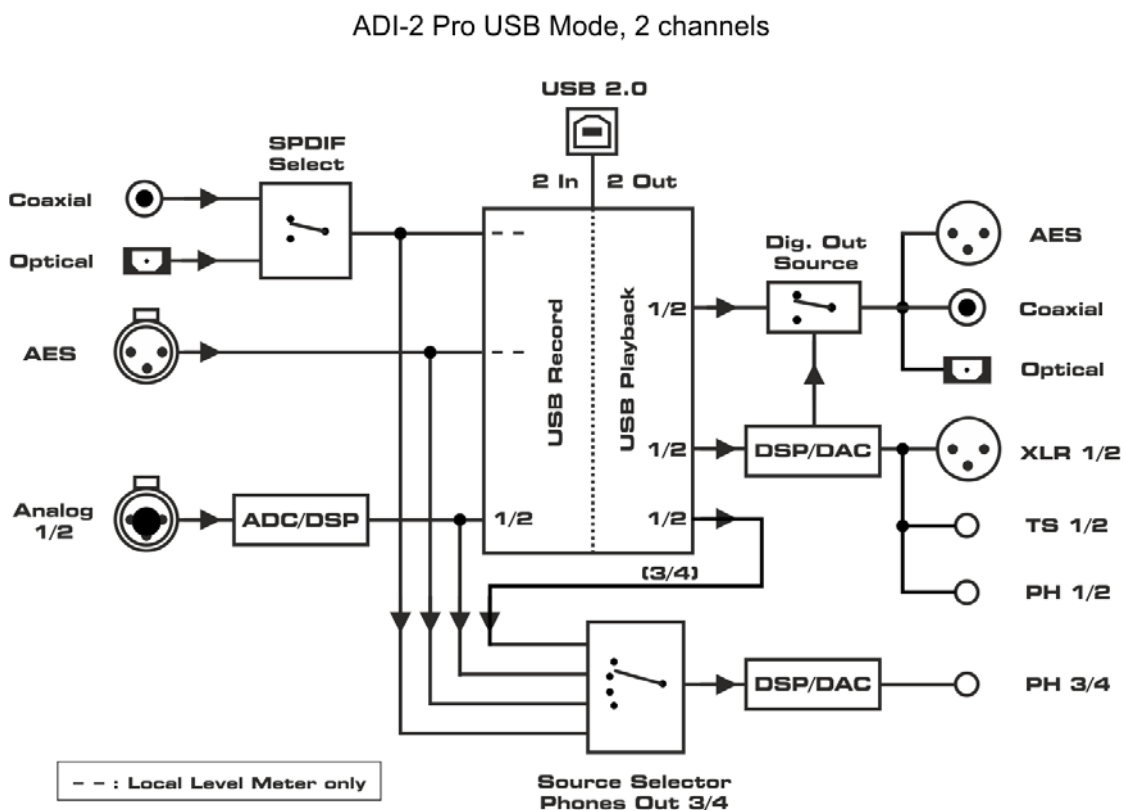 ADI-2 Pro USB Mode, 2 channels
USB 2.0
SPDIF
Select
2 In
2 Out
Coaxial
Optical
AES
Analog
1/2
ADC/DSP
- -
- -
1/2
USB Record
USB Playback
1/2
1/2
1/2
(3/4)
Dig. Out
Source
DSP/DAC
AES
Coaxial
Optical
XLR 1/2
TS 1/2
PH 1/2
DSP/DAC
PH 3/4
- - : Local Level Meter only
Source Selector
Phones Out 3/4